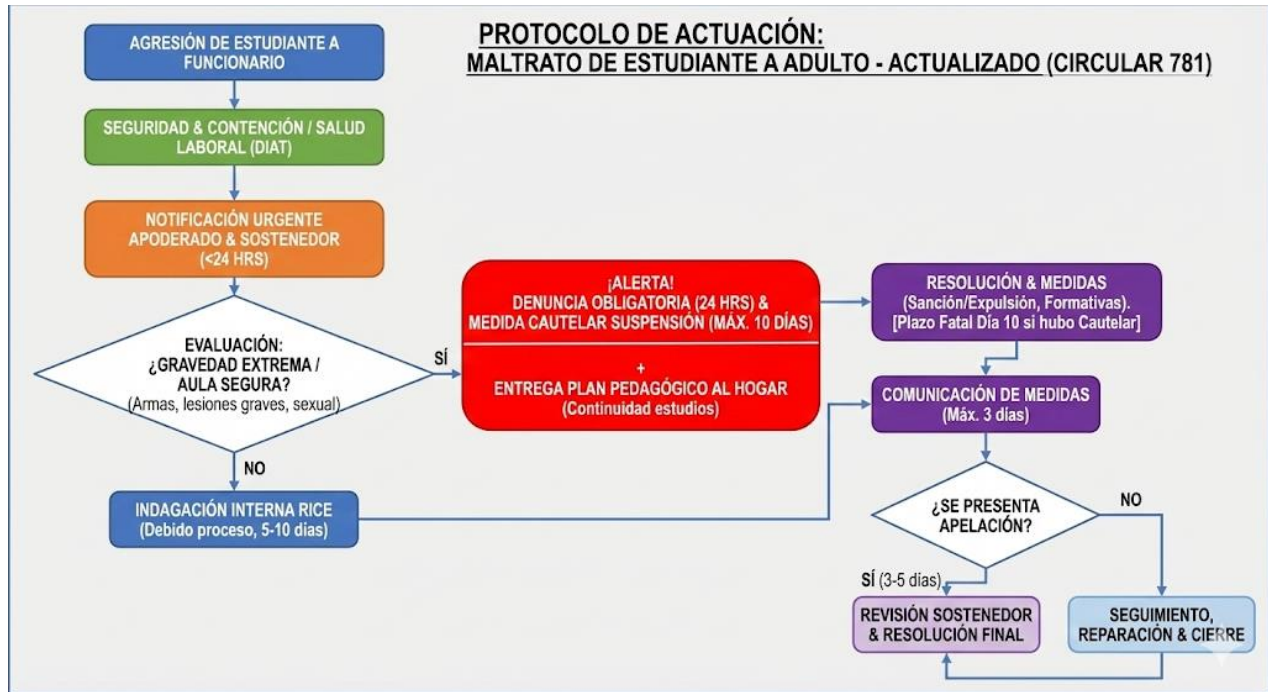 PROTOCOLO DE ACTUACIÓN:
MALTRATO DE ESTUDIANTE A ADULTO - ACTUALIZADO (CIRCULAR 781)
AGRESIÓN DE ESTUDIANTE A
FUNCIONARIO
SEGURIDAD & CONTENCIÓN / SALUD
LABORAL (DIAT)
NOTIFICACIÓN URGENTE
APODERADO & SOSTENEDOR
(<24 HRS)
EVALUACIÓN:
¿GRAVEDAD EXTREMA /
AULA SEGURA?
(Armas, lesiones graves, sexual)
SÍ
¡ALERTA!
DENUNCIA OBLIGATORIA (24 HRS) &
MEDIDA CAUTELAR SUSPENSIÓN (MÁX. 10 DÍAS)
+
ENTREGA PLAN PEDAGÓGICO AL HOGAR
(Continuidad estudios)
NO
INDAGACIÓN INTERNA RICE
(Debido proceso, 5-10 días)
RESOLUCIÓN & MEDIDAS
(Sanción/Expulsión, Formativas).
[Plazo Fatal Día 10 si hubo Cautelar]
COMUNICACIÓN DE MEDIDAS
(Máx. 3 días)
¿SE PRESENTA
APELACIÓN?
NO
SÍ (3-5 días)
REVISIÓN SOSTENEDOR
& RESOLUCIÓN FINAL
SEGUIMIENTO,
REPARACIÓN & CIERRE